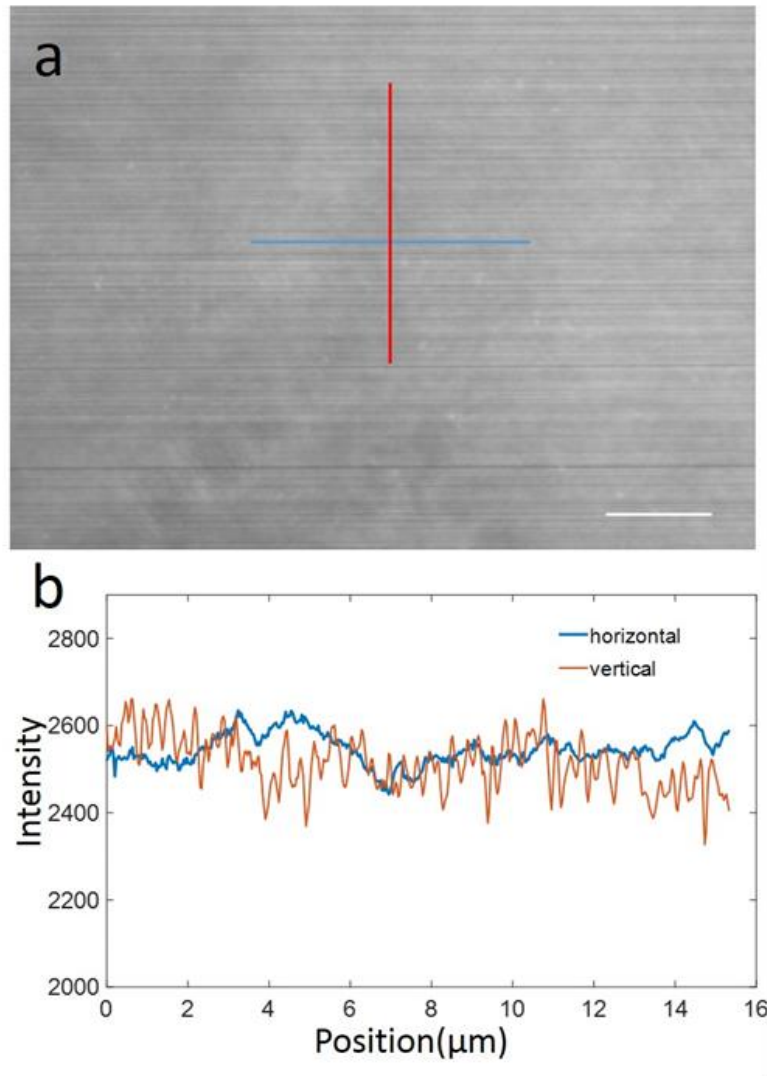 a
b
2800
2600
2400
2200
2000
horizontal
vertical
Intensity
0 2 4 6 8 10 12 14 16
Position(μm)